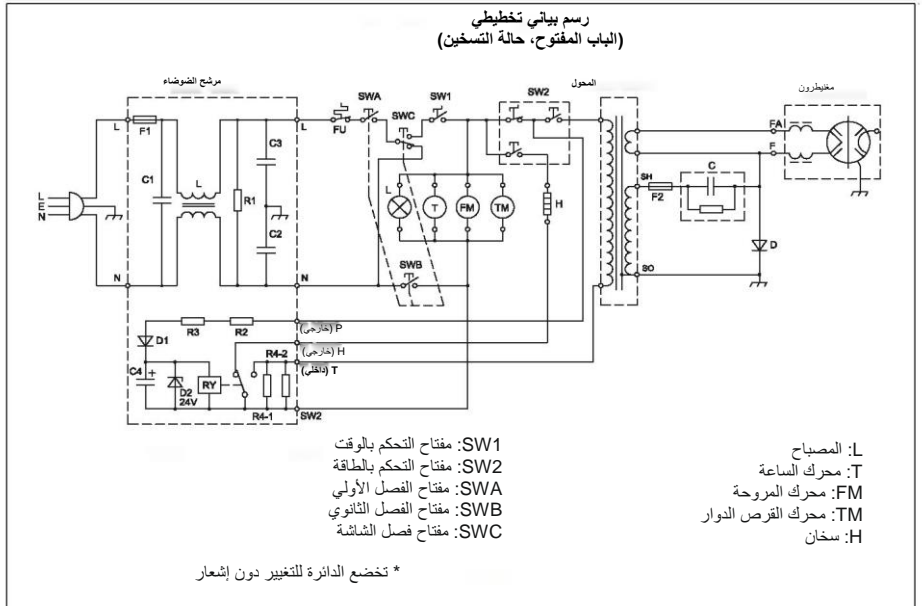 رسم بياني تخطيطي
(الباب المفتوح، حالة التسخين)
مرشح الضوضاء
المحول
مغنيطرون
L F1 C1 L R1 C3 C2 L
L
E
N
N N
FU SWA SWC SW1 SW2
L T FM TM H
SWB
FA
F
SH F2 C
D
SO
R3 R2 P (خارجي)
D1 H (خارجي)
R4-2 T (داخلي)
C4 + D2 24V RY R4-1 SW2
SW1: مفتاح التحكم بالوقت
SW2: مفتاح التحكم بالطاقة
SWA: مفتاح الفصل الأولي
SWB: مفتاح الفصل الثانوي
SWC: مفتاح فصل الشاشة
L: المصباح
T: محرك الساعة
FM: محرك المروحة
TM: محرك القرص الدوار
H: سخان
* تخضع الدائرة للتغيير دون إشعار